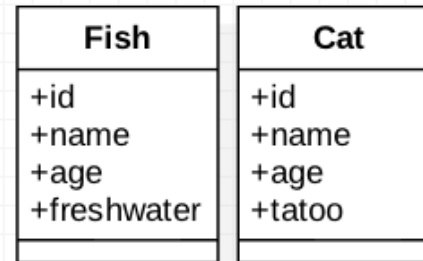 Fish
+id
+name
+age
+freshwater
Cat
+id
+name
+age
+tatoo